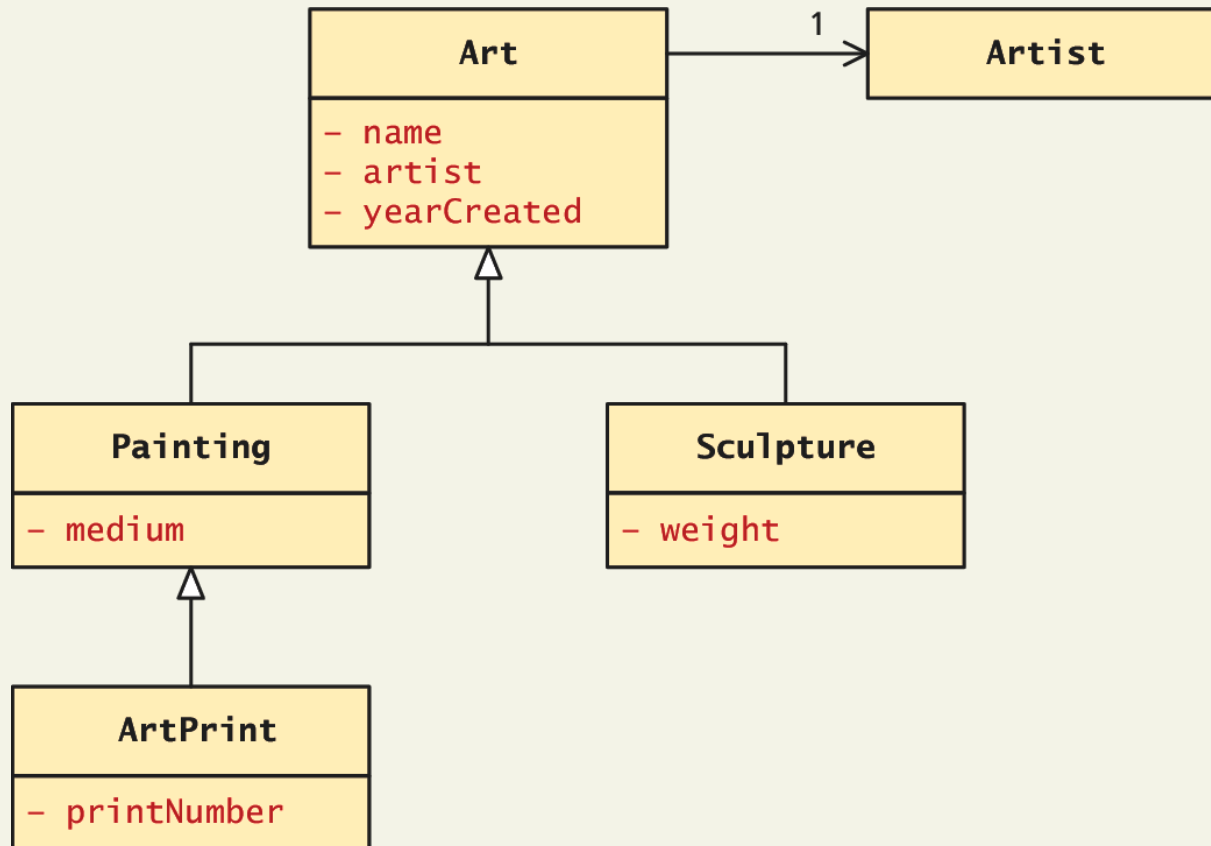 1
Art
Artist
- name
- artist
- yearCreated
Painting
Sculpture
- medium
- weight
ArtPrint
- printNumber